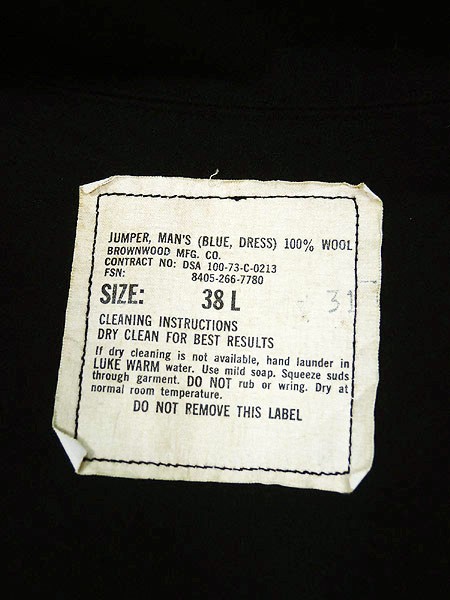 JUMPER, MAN'S (BLUE, DRESS) 100% WOOL
BROWNWOOD MFG. CO.
CONTRACT NO: DSA 100-73-C-0213
FSN: 8405-266-7780
SIZE: 38 L
CLEANING INSTRUCTIONS
DRY CLEAN FOR BEST RESULTS
If dry cleaning is not available, hand launder in
LUKE WARM water. Use mild soap. Squeeze suds
through garment. DO NOT rub or wring. Dry at
normal room temperature.
DO NOT REMOVE THIS LABEL